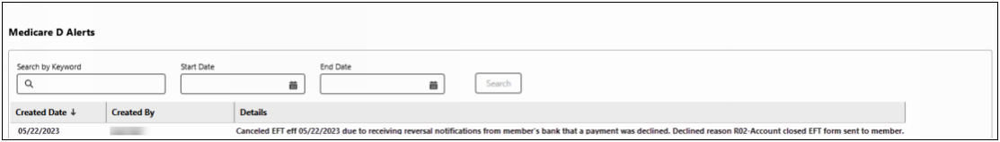 Medicare D Alerts
Search by Keyword Start Date End Date
Search
Created Date ↓ Created By Details
05/22/2023 Canceled EFT eff 05/22/2023 due to receiving reversal notifications from member's bank that a payment was declined. Declined reason R02-Account closed EFT form sent to member.